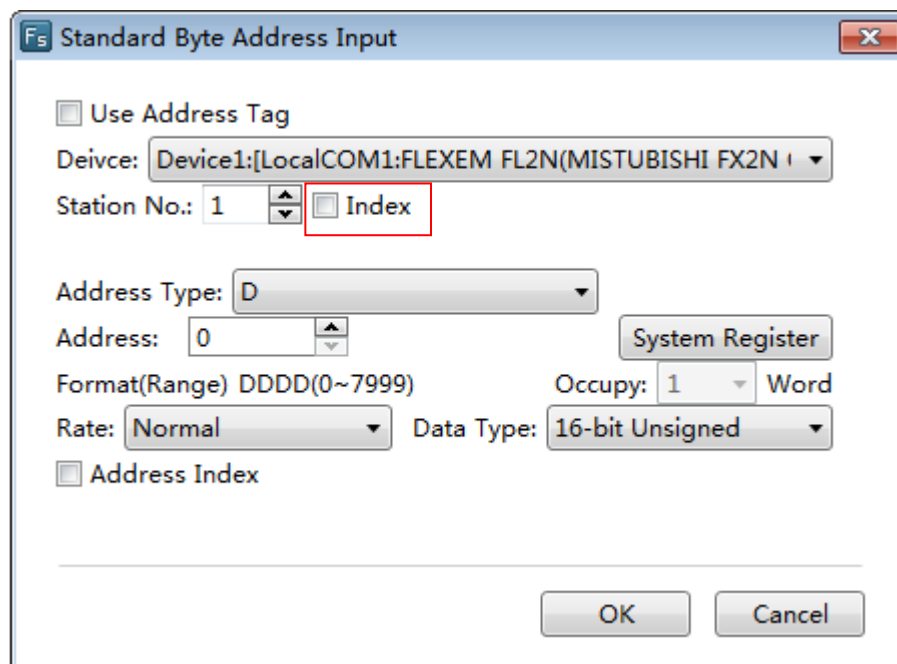 Fs Standard Byte Address Input
Use Address Tag
Deivce: Device1:[LocalCOM1:FLEXEM FL2N(MISTUBISHI FX2N
Station No.: 1 Index
Address Type: D
Address: 0 System Register
Format(Range) DDDD(0~7999) Occupy: 1 Word
Rate: Normal Data Type: 16-bit Unsigned
Address Index
OK Cancel